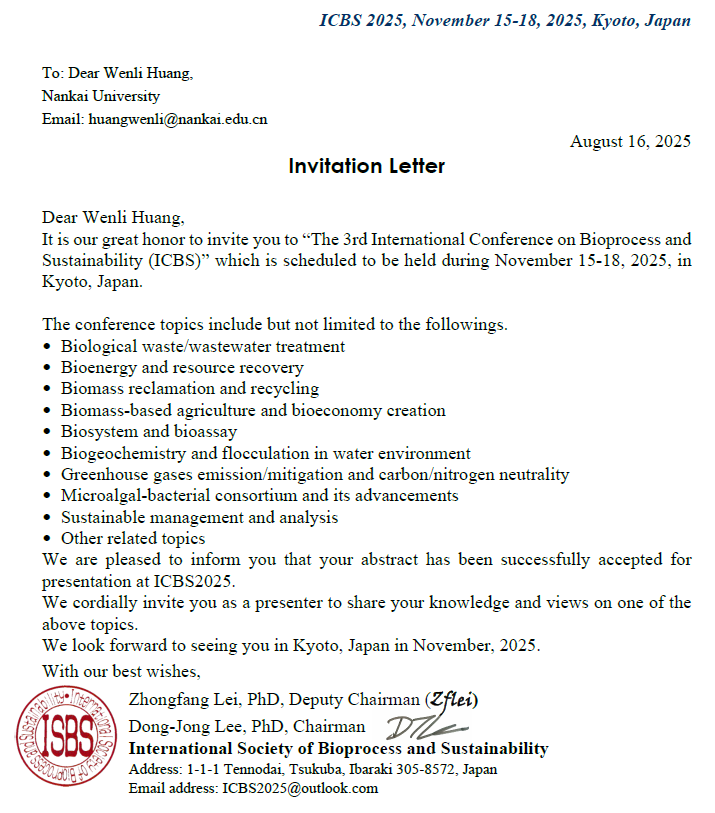 ICBS 2025, November 15-18, 2025, Kyoto, Japan
To: Dear Wenli Huang,
Nankai University
Email: huangwenli@nankai.edu.cn
August 16, 2025
Invitation Letter
Dear Wenli Huang,
It is our great honor to invite you to “The 3rd International Conference on Bioprocess and
Sustainability (ICBS)” which is scheduled to be held during November 15-18, 2025, in
Kyoto, Japan.
The conference topics include but not limited to the followings.
• Biological waste/wastewater treatment
• Bioenergy and resource recovery
• Biomass reclamation and recycling
• Biomass-based agriculture and bioeconomy creation
• Biosystem and bioassay
• Biogeochemistry and flocculation in water environment
• Greenhouse gases emission/mitigation and carbon/nitrogen neutrality
• Microalgal-bacterial consortium and its advancements
• Sustainable management and analysis
• Other related topics
We are pleased to inform you that your abstract has been successfully accepted for
presentation at ICBS2025.
We cordially invite you as a presenter to share your knowledge and views on one of the
above topics.
We look forward to seeing you in Kyoto, Japan in November, 2025.
With our best wishes,
International Society of Bioprocess and Sustainability
ISBS
Zhongfang Lei, PhD, Deputy Chairman (Zflei)
Dong-Jong Lee, PhD, Chairman
International Society of Bioprocess and Sustainability
Address: 1-1-1 Tennodai, Tsukuba, Ibaraki 305-8572, Japan
Email address: ICBS2025@outlook.com